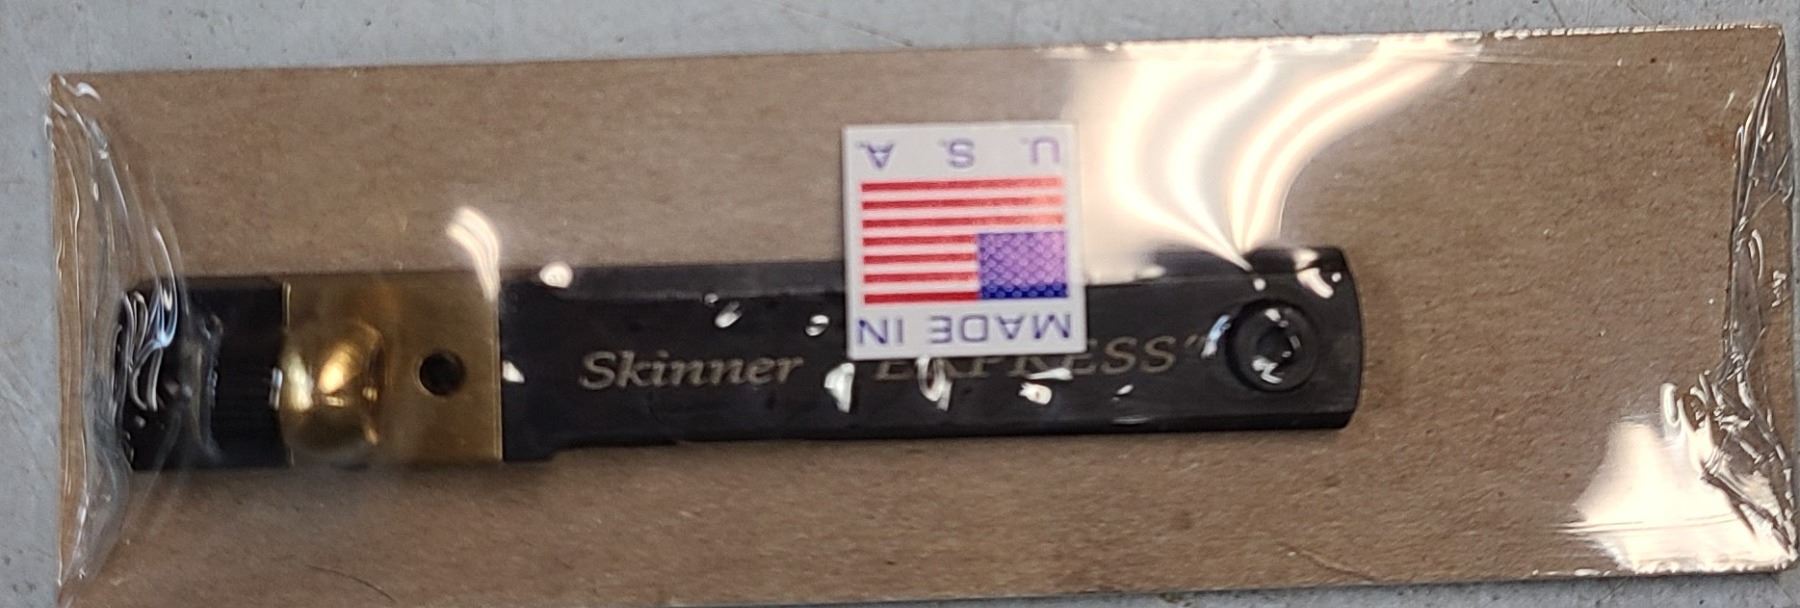 MADE IN
U. S. A.
Skinner "EXPRESS"